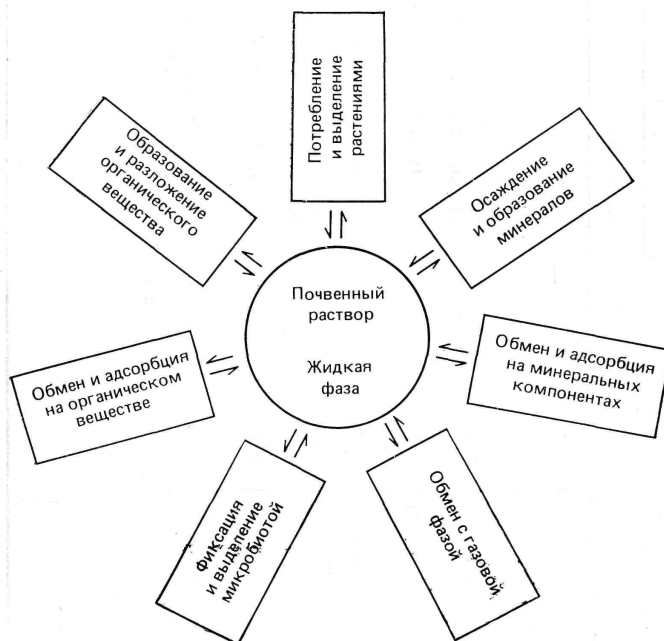 Потребление
и выделение
растениями
Образование
и разложение
органического
вещества
Осаждение
и образование
минералов
Почвенный
раствор
Жидкая
фаза
Обмен и адсорбция
на органическом
веществе
Обмен и адсорбция
на минеральных
компонентах
Фиксация
и выделение
микробиотой
Обмен с газовой
фазой